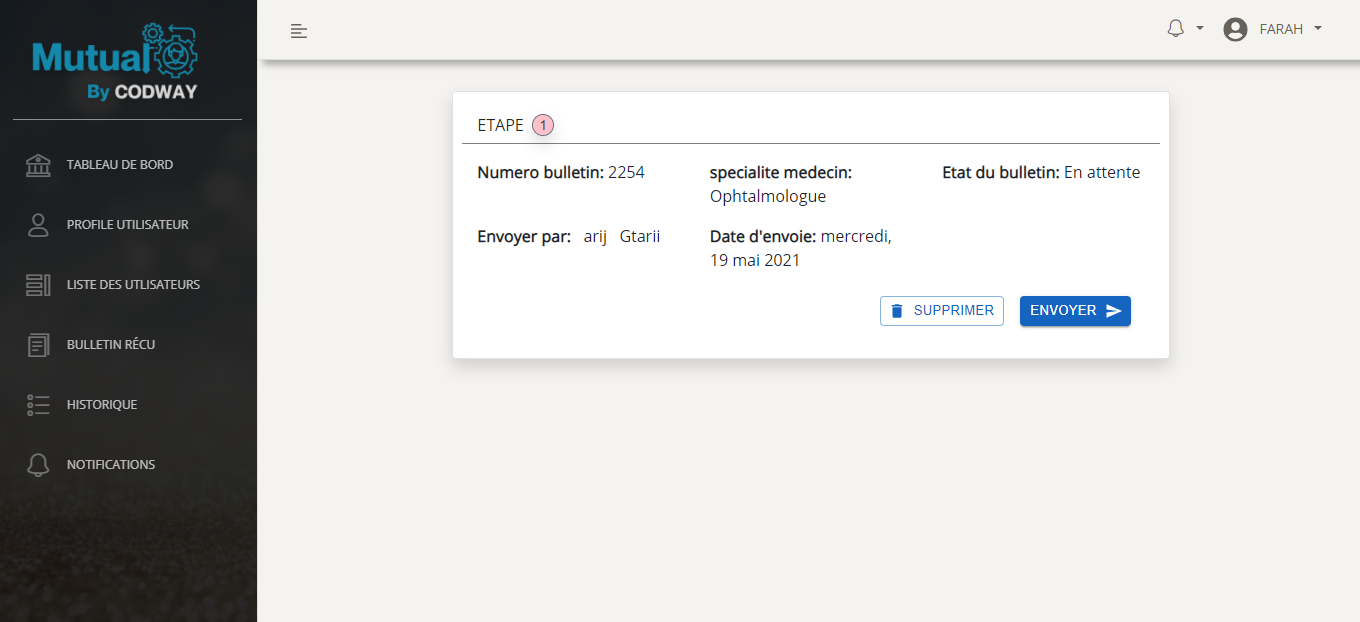 Mutual
By CODWAY
TABLEAU DE BORD
PROFILE UTILISATEUR
LISTE DES UTLISATEURS
BULLETIN RÉCU
HISTORIQUE
NOTIFICATIONS
FARAH
ETAPE 1
Numero bulletin: 2254
specialite medecin:
Ophtalmologue
Etat du bulletin: En attente
Envoyer par: arij Gtarii
Date d'envoie: mercredi,
19 mai 2021
SUPPRIMER
ENVOYER